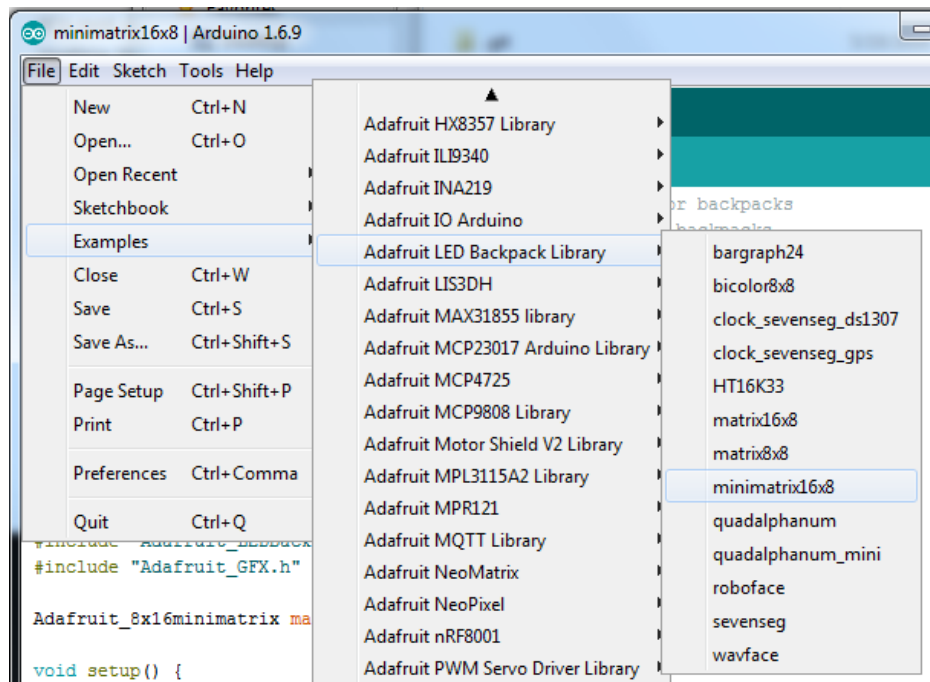 minimatrix16x8 | Arduino 1.6.9
File Edit Sketch Tools Help
New Ctrl+N
Open... Ctrl+O
Open Recent
Sketchbook
Examples
Close Ctrl+W
Save Ctrl+S
Save As... Ctrl+Shift+S
Page Setup Ctrl+Shift+P
Print Ctrl+P
Preferences Ctrl+Comma
Quit Ctrl+Q
Adafruit HX8357 Library
Adafruit ILI9340
Adafruit INA219
Adafruit IO Arduino
Adafruit LED Backpack Library
Adafruit LIS3DH
Adafruit MAX31855 library
Adafruit MCP23017 Arduino Library
Adafruit MCP4725
Adafruit MCP9808 Library
Adafruit Motor Shield V2 Library
Adafruit MPL3115A2 Library
Adafruit MPR121
Adafruit MQTT Library
Adafruit NeoMatrix
Adafruit NeoPixel
Adafruit nRF8001
Adafruit PWM Servo Driver Library
bargraph24
bicolor8x8
clock_sevenseg_ds1307
clock_sevenseg_gps
HT16K33
matrix16x8
matrix8x8
minimatrix16x8
quadalphanum
quadalphanum_mini
roboface
sevenseg
wavface
or backpacks
backpacks
#include "Adafruit_GFX.h"
Adafruit_8x16minimatrix ma
void setup() {